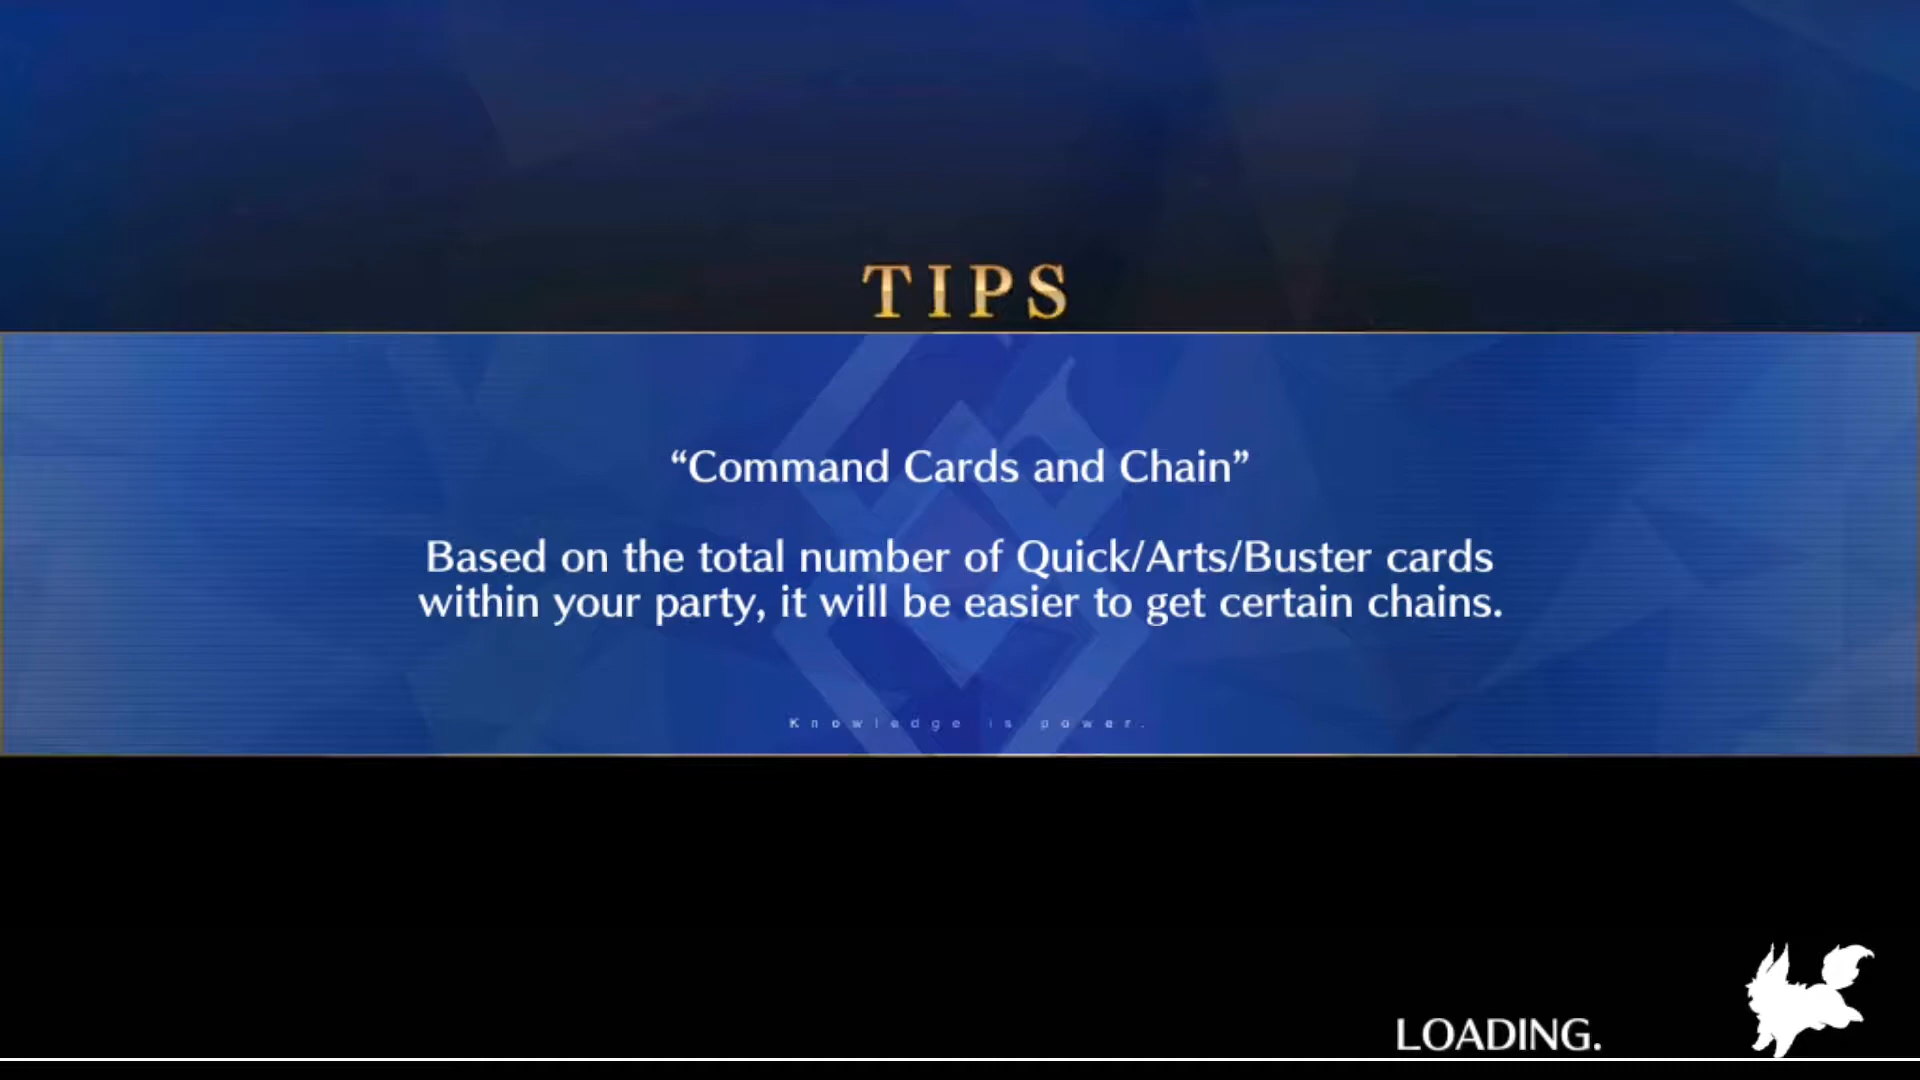 TIPS
“Command Cards and Chain”
Based on the total number of Quick/Arts/Buster cards
within your party, it will be easier to get certain chains.
Knowledge is power.
LOADING.